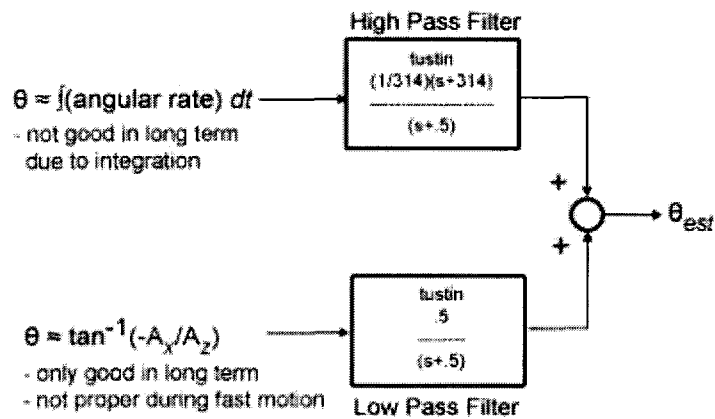 High Pass Filter
tustin
(1/314)(s+314)
(s+.5)
θ ≈ ∫(angular rate) dt
- not good in long term
due to integration
+
+
θest
tustin
.5
(s+.5)
θ ≈ tan⁻¹(-Ax/Az)
- only good in long term
- not proper during fast motion
Low Pass Filter